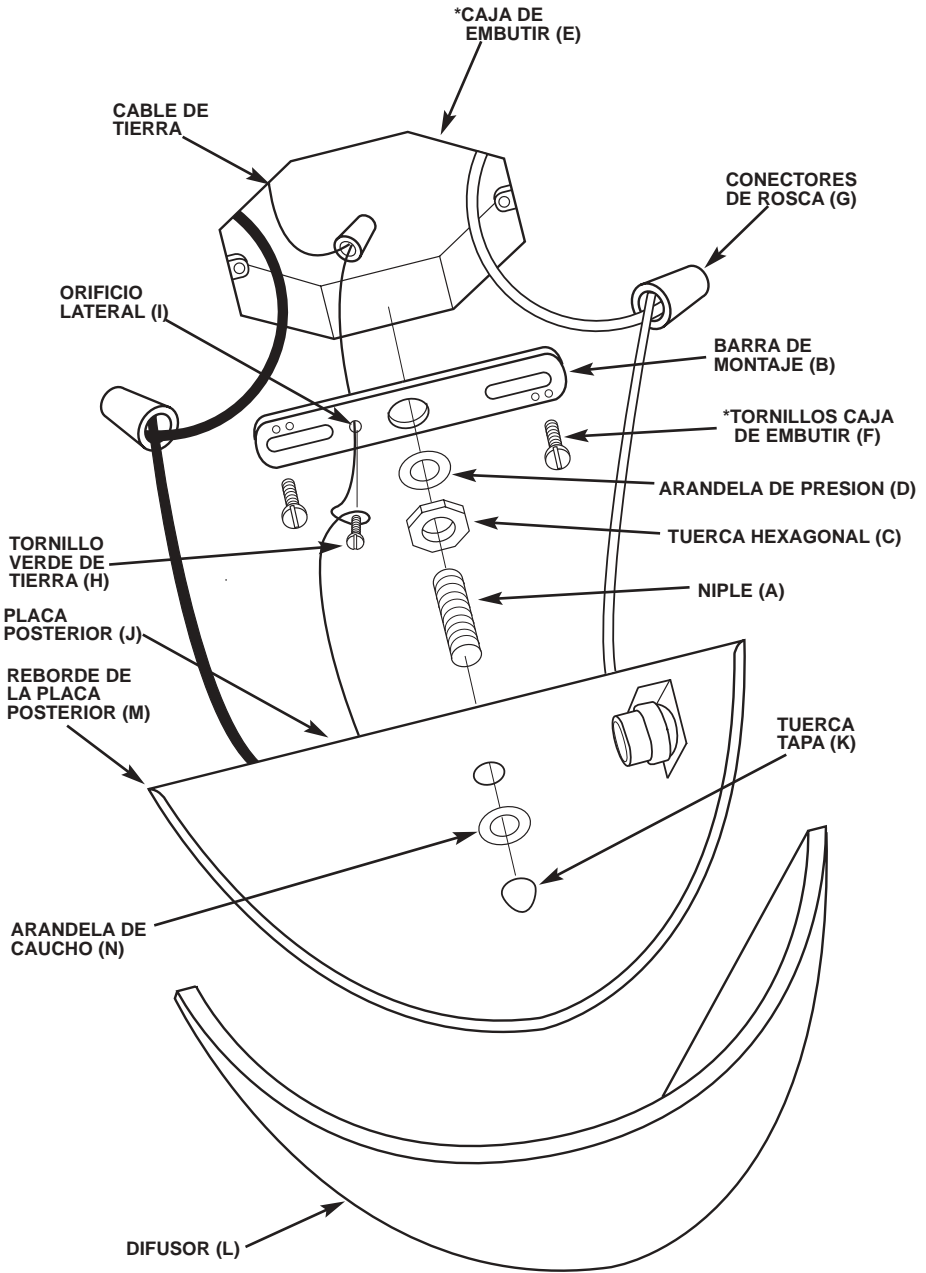 *CAJA DE
EMBUTIR (E)
CABLE DE
TIERRA
CONECTORES
DE ROSCA (G)
ORIFICIO
LATERAL (I)
BARRA DE
MONTAJE (B)
*TORNILLOS CAJA
DE EMBUTIR (F)
ARANDELA DE PRESION (D)
TUERCA HEXAGONAL (C)
TORNILLO
VERDE DE
TIERRA (H)
NIPLE (A)
PLACA
POSTERIOR (J)
REBORDE DE
LA PLACA
POSTERIOR (M)
TUERCA
TAPA (K)
ARANDELA DE
CAUCHO (N)
DIFUSOR (L)